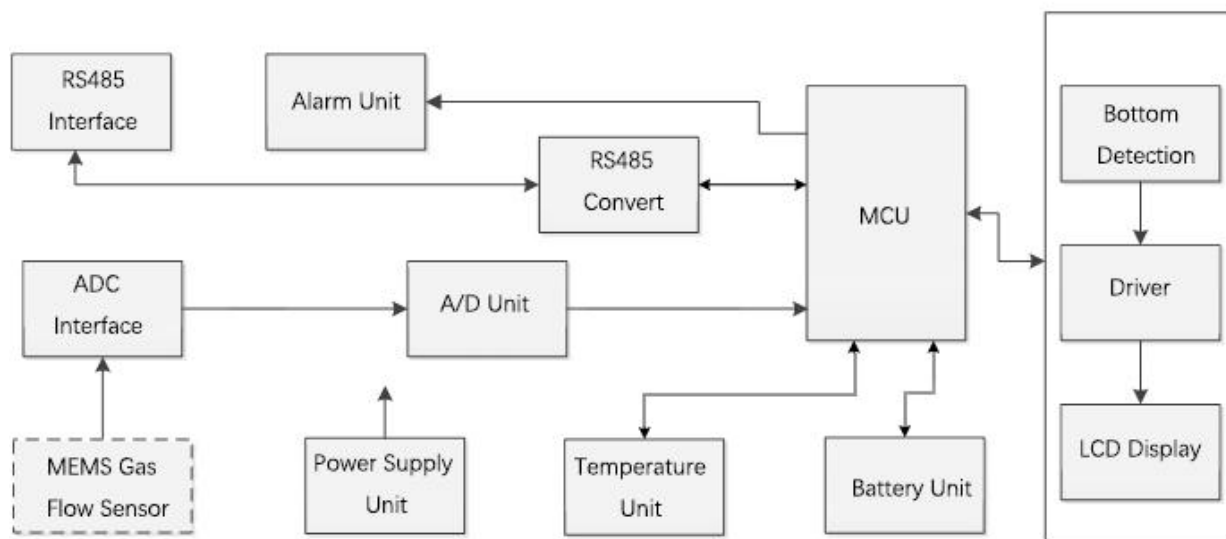 RS485
Interface
Alarm Unit
RS485
Convert
MCU
Bottom
Detection
ADC
Interface
A/D Unit
Driver
MEMS Gas
Flow Sensor
Power Supply
Unit
Temperature
Unit
Battery Unit
LCD Display